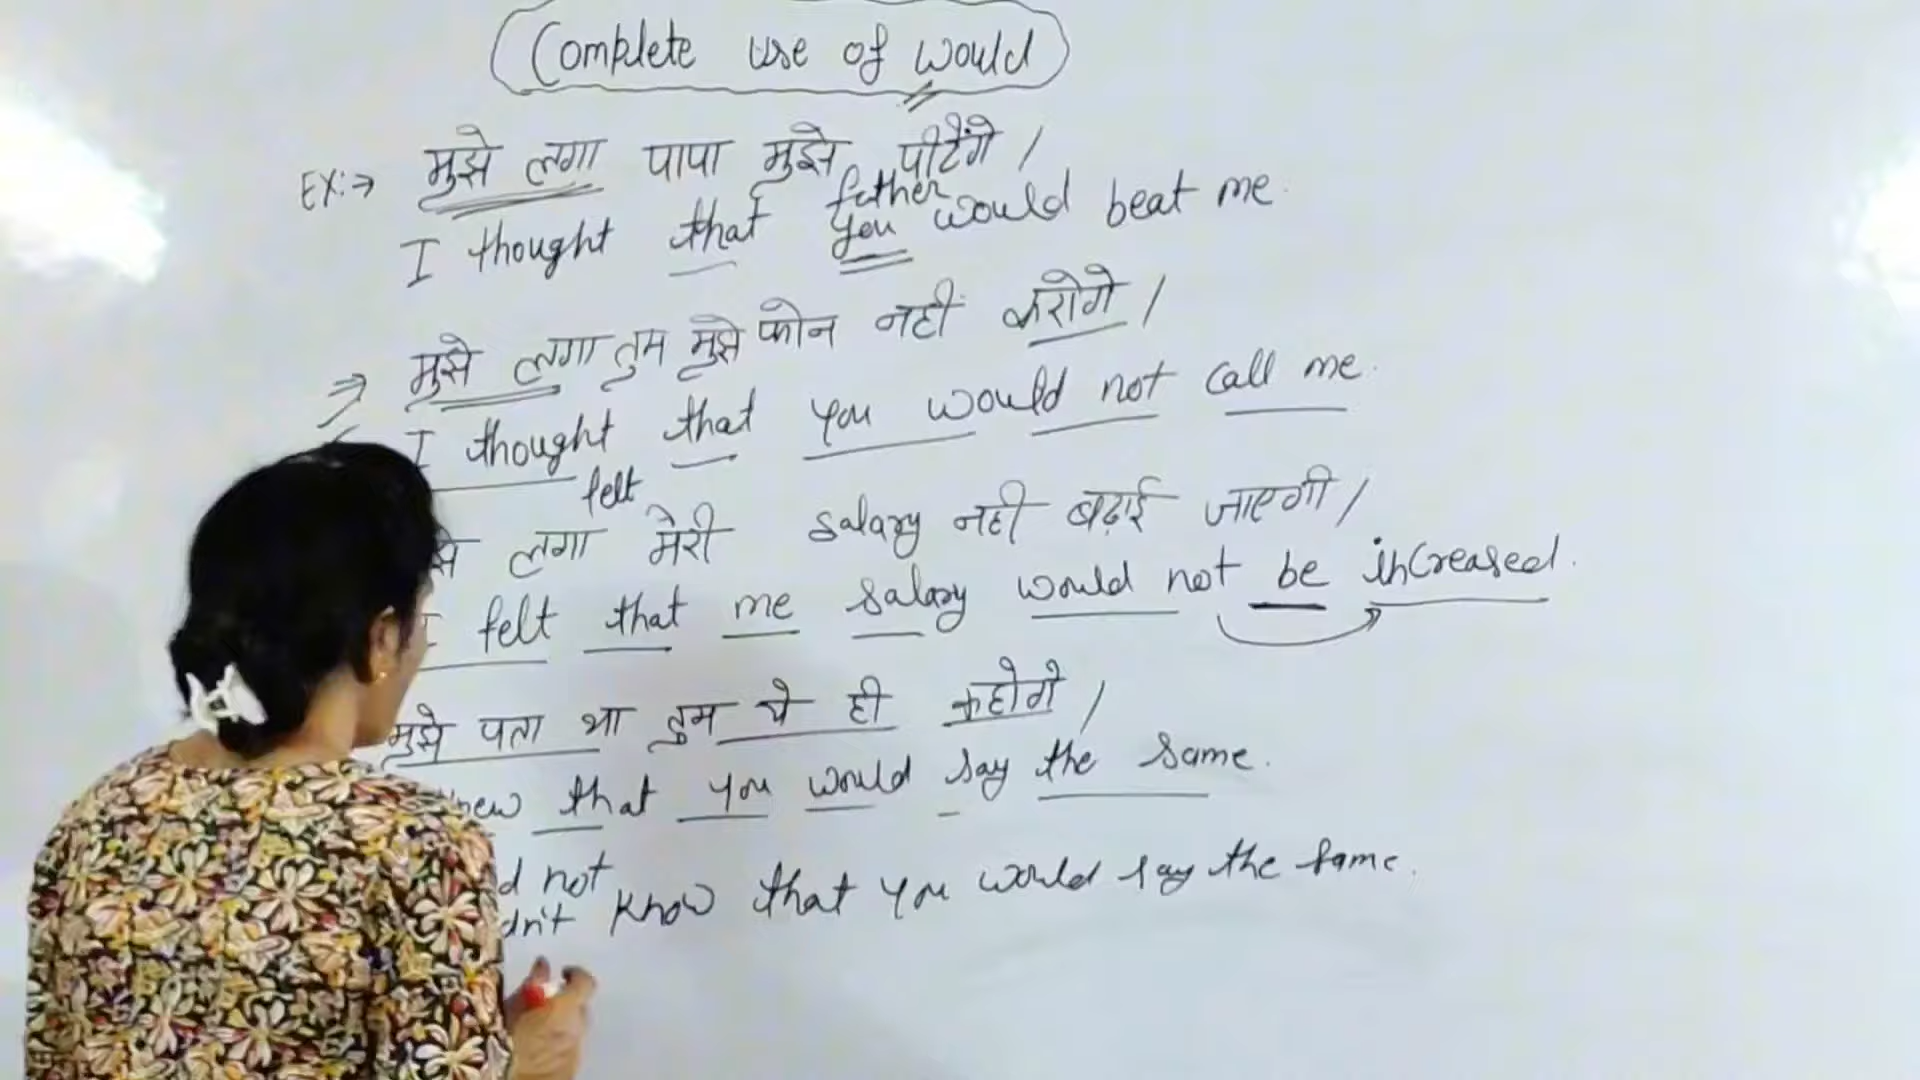 Complete use of would
EX:→ मुझे लगा पापा मुझे पीटेंगे /
father
I thought that you would beat me.
⇒ मुझे लगा तुम मुझे फोन नही करोगे /
I thought that you would not call me.
felt
लगा मेरी salary नही बढ़ाई जाएगी /
felt that me salary would not be increased.
मुझे पता था तुम ये ही कहोगे /
that you would say the same.
not
know that you would say the same.